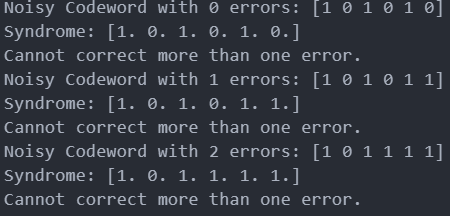 Noisy Codeword with 0 errors: [1 0 1 0 1 0]
Syndrome: [1. 0. 1. 0. 1. 0.]
Cannot correct more than one error.
Noisy Codeword with 1 errors: [1 0 1 0 1 1]
Syndrome: [1. 0. 1. 0. 1. 1.]
Cannot correct more than one error.
Noisy Codeword with 2 errors: [1 0 1 1 1 1]
Syndrome: [1. 0. 1. 1. 1. 1.]
Cannot correct more than one error.